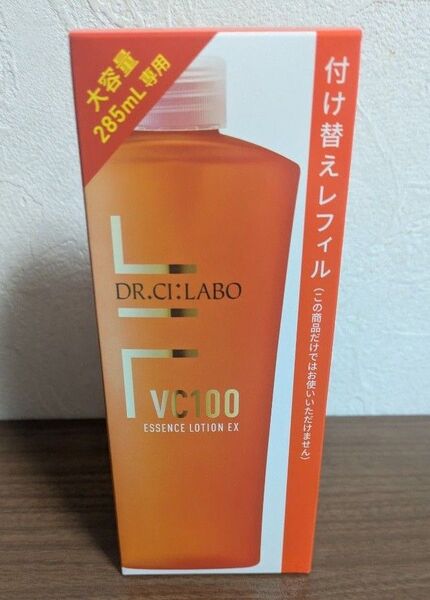 大容量
285mL専用
付け替えレフィル(この商品だけではお使いいただけません)
DR.CI:LABO
VC100
ESSENCE LOTION EX